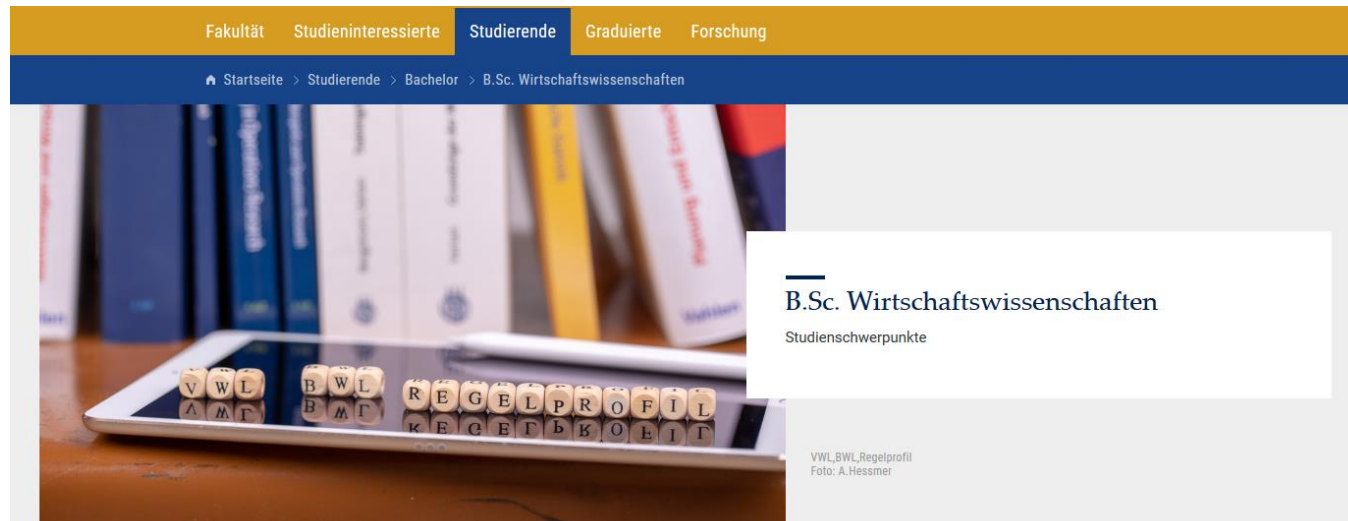 Fakultät Studieninteressierte Studierende Graduierte Forschung
Startseite > Studierende > Bachelor > B.Sc. Wirtschaftswissenschaften
Vahlen
VWL BWL REGELPROFIL
B.Sc. Wirtschaftswissenschaften
Studienschwerpunkte
VWL,BWL,Regelprofil
Foto: A.Hessmer